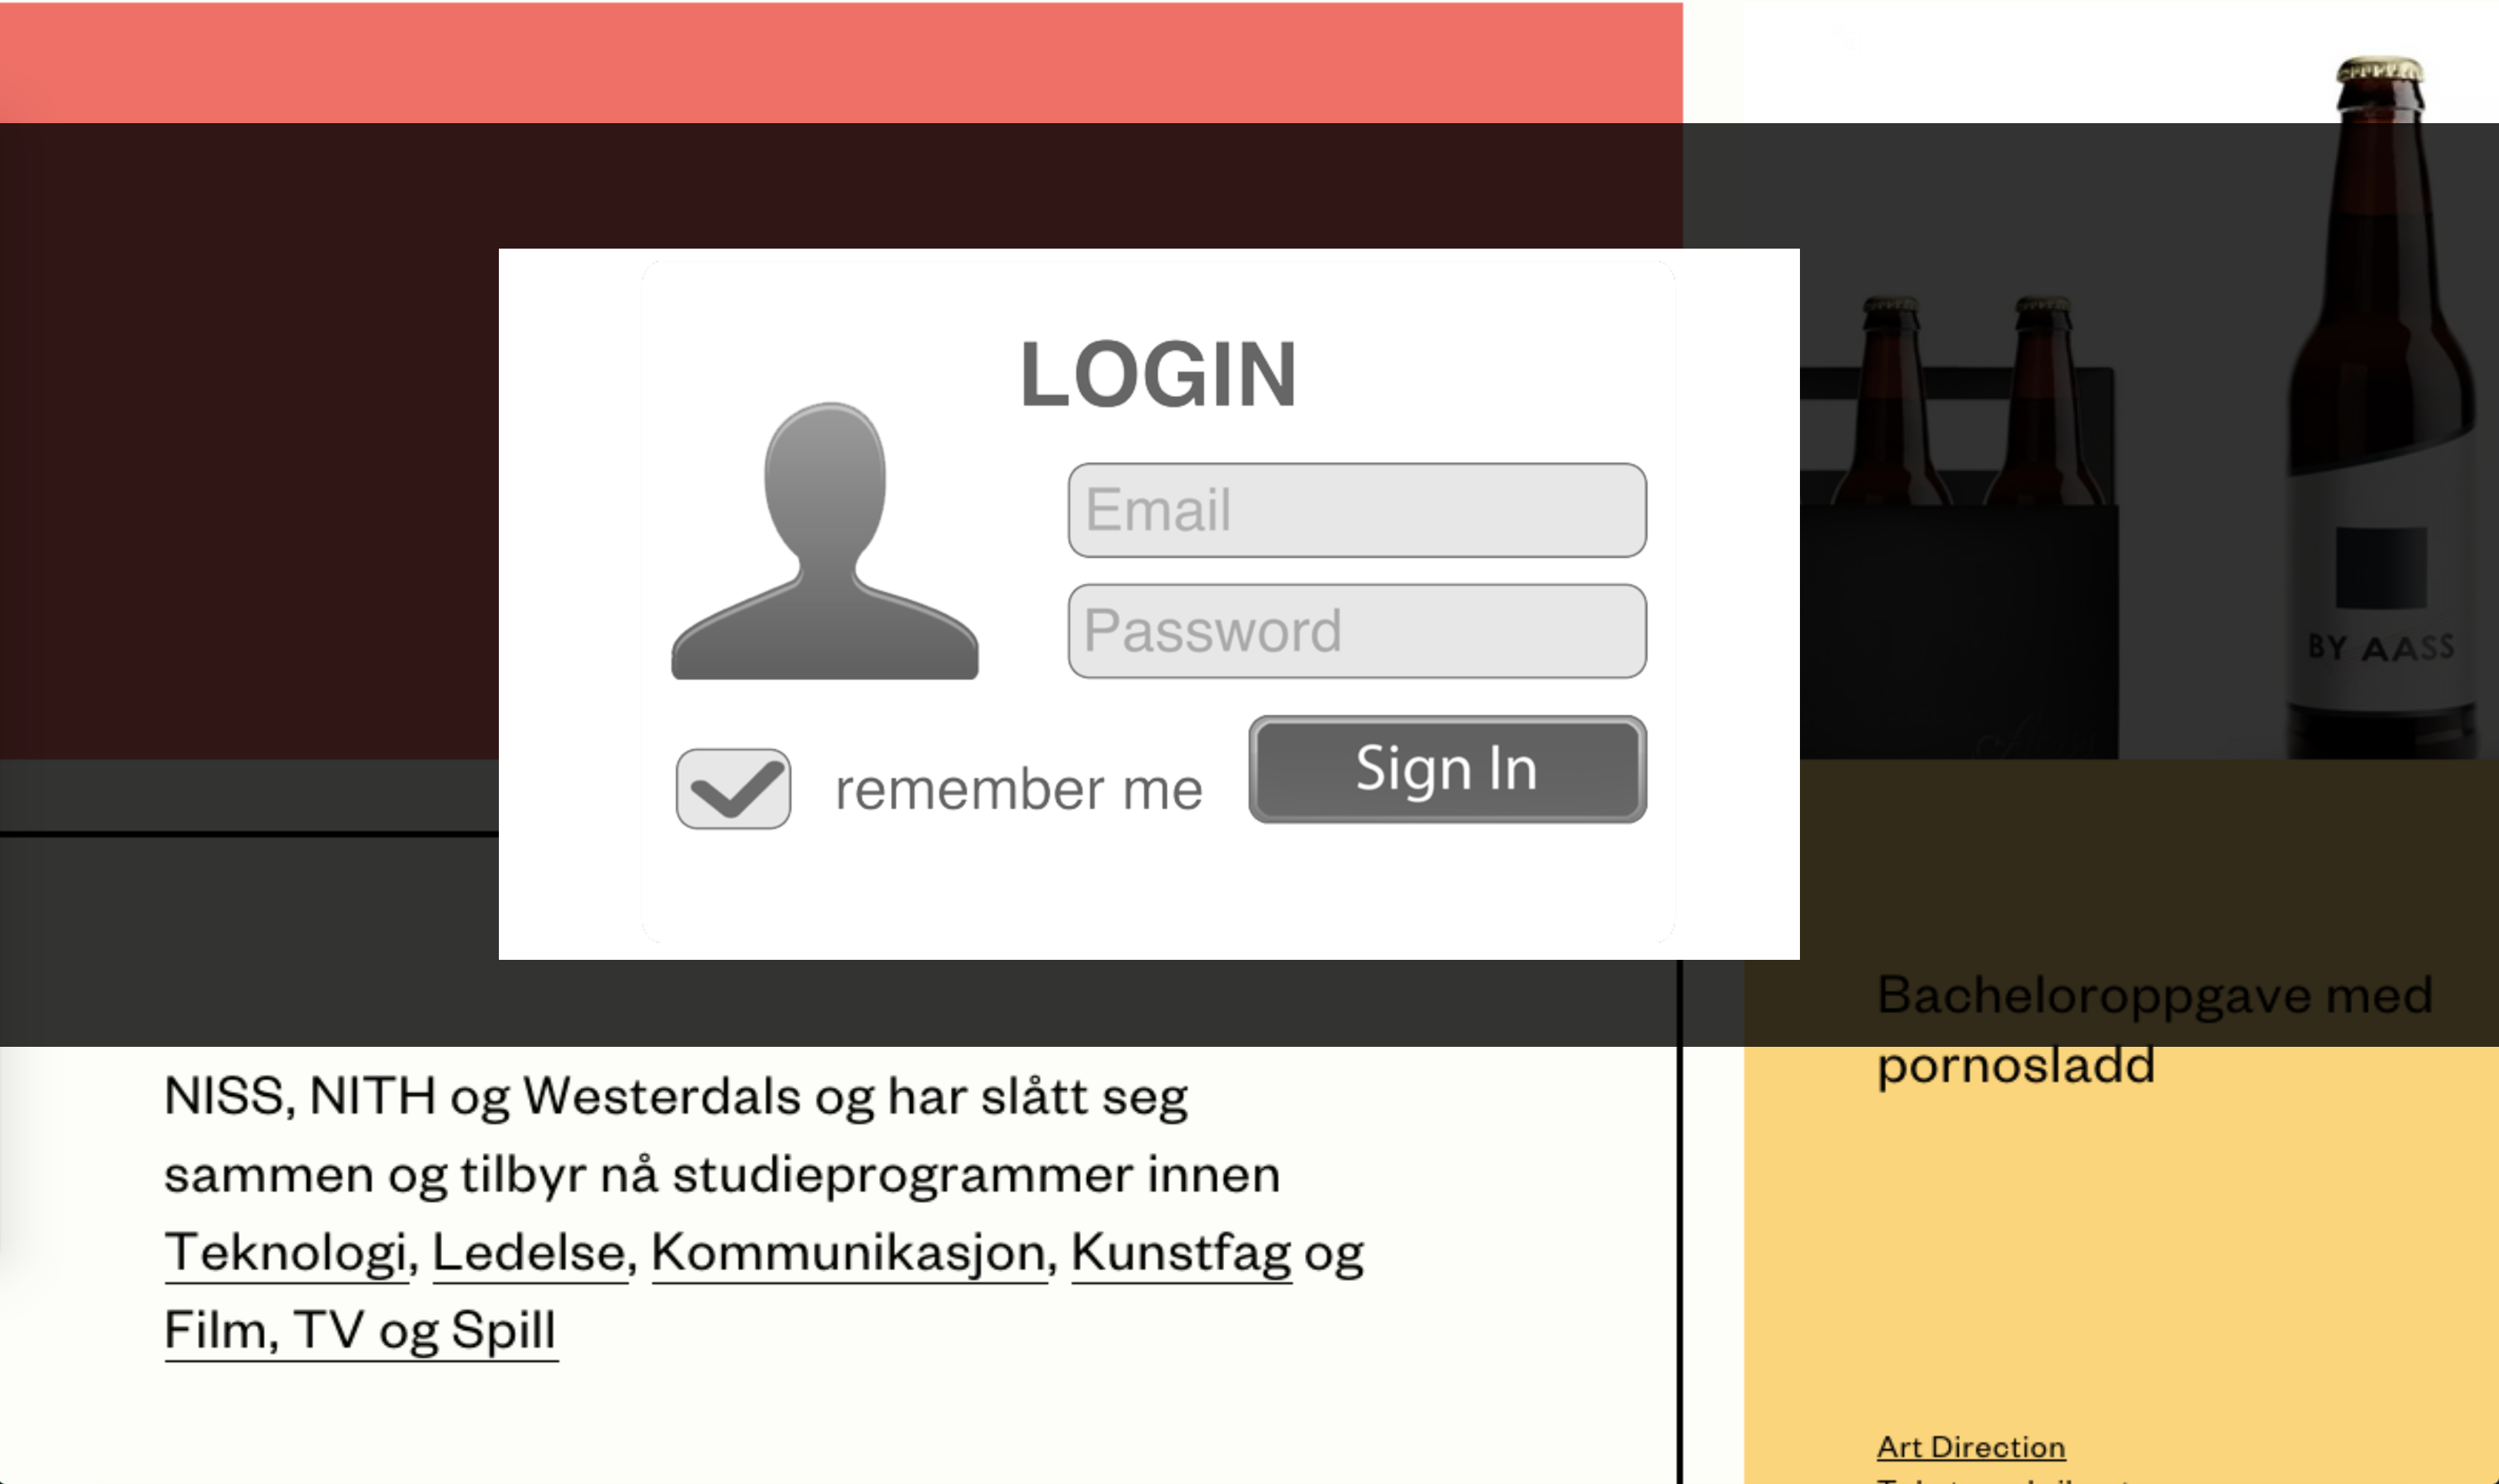 LOGIN
Email
Password
remember me
Sign In
BY AASS
Bacheloroppgave med
pornosladd
NISS, NITH og Westerdals og har slått seg
sammen og tilbyr nå studieprogrammer innen
Teknologi, Ledelse, Kommunikasjon, Kunstfag og
Film, TV og Spill
Art Direction